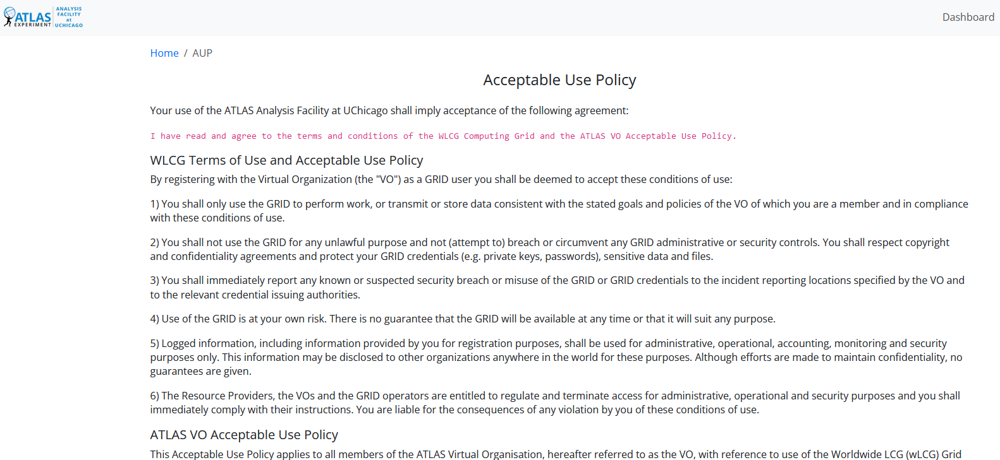 ATLAS
EXPERIMENT
ANALYSIS
FACILITY
at
UCHICAGO
Dashboard
Home / AUP
Acceptable Use Policy
Your use of the ATLAS Analysis Facility at UChicago shall imply acceptance of the following agreement:
I have read and agree to the terms and conditions of the WLCG Computing Grid and the ATLAS VO Acceptable Use Policy.
WLCG Terms of Use and Acceptable Use Policy
By registering with the Virtual Organization (the "VO") as a GRID user you shall be deemed to accept these conditions of use:
1) You shall only use the GRID to perform work, or transmit or store data consistent with the stated goals and policies of the VO of which you are a member and in compliance
with these conditions of use.
2) You shall not use the GRID for any unlawful purpose and not (attempt to) breach or circumvent any GRID administrative or security controls. You shall respect copyright
and confidentiality agreements and protect your GRID credentials (e.g. private keys, passwords), sensitive data and files.
3) You shall immediately report any known or suspected security breach or misuse of the GRID or GRID credentials to the incident reporting locations specified by the VO and
to the relevant credential issuing authorities.
4) Use of the GRID is at your own risk. There is no guarantee that the GRID will be available at any time or that it will suit any purpose.
5) Logged information, including information provided by you for registration purposes, shall be used for administrative, operational, accounting, monitoring and security
purposes only. This information may be disclosed to other organizations anywhere in the world for these purposes. Although efforts are made to maintain confidentiality, no
guarantees are given.
6) The Resource Providers, the VOs and the GRID operators are entitled to regulate and terminate access for administrative, operational and security purposes and you shall
immediately comply with their instructions. You are liable for the consequences of any violation by you of these conditions of use.
ATLAS VO Acceptable Use Policy
This Acceptable Use Policy applies to all members of the ATLAS Virtual Organisation, hereafter referred to as the VO, with reference to use of the Worldwide LCG (wLCG) Grid